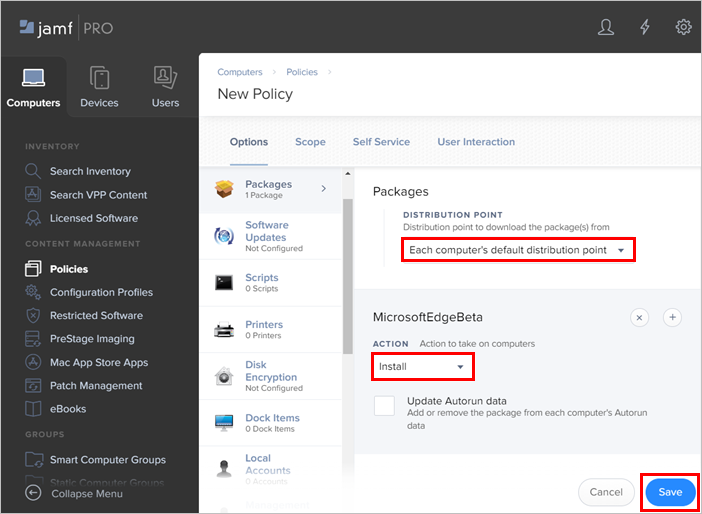 jamf PRO
Computers
Devices
Users
INVENTORY
Search Inventory
Search VPP Content
Licensed Software
CONTENT MANAGEMENT
Policies
Configuration Profiles
Restricted Software
PreStage Imaging
Mac App Store Apps
Patch Management
eBooks
GROUPS
Smart Computer Groups
Static Computer Groups
Collapse Menu
Computers
Policies
New Policy
Options
Scope
Self Service
User Interaction
Packages
1 Package
Software
Updates
Not Configured
Scripts
0 Scripts
Printers
0 Printers
Disk
Encryption
Not Configured
Dock Items
0 Dock Items
Local
Accounts
Packages
DISTRIBUTION POINT
Distribution point to download the package(s) from
Each computer's default distribution point
MicrosoftEdgeBeta
ACTION Action to take on computers
Install
Update Autorun data
Add or remove the package from each computer's Autorun
data
Cancel
Save